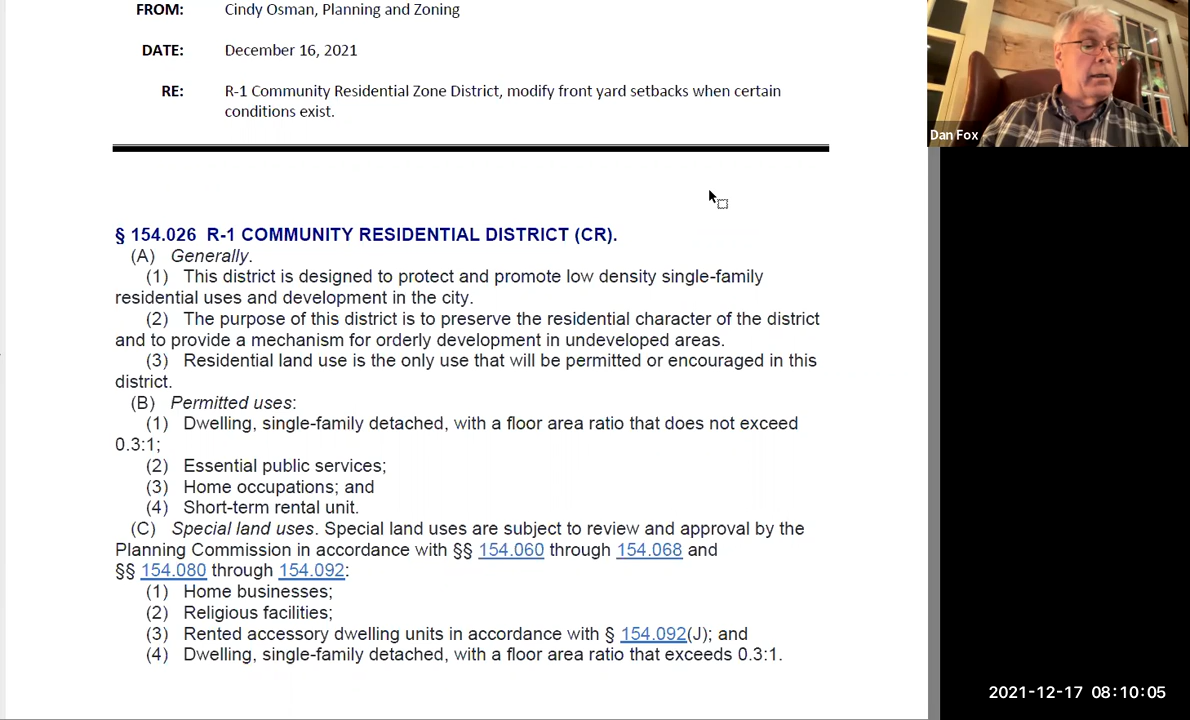 FROM: Cindy Osman, Planning and Zoning
DATE: December 16, 2021
RE: R-1 Community Residential Zone District, modify front yard setbacks when certain
conditions exist.
Dan Fox
§ 154.026 R-1 COMMUNITY RESIDENTIAL DISTRICT (CR).
(A) Generally.
(1) This district is designed to protect and promote low density single-family
residential uses and development in the city.
(2) The purpose of this district is to preserve the residential character of the district
and to provide a mechanism for orderly development in undeveloped areas.
(3) Residential land use is the only use that will be permitted or encouraged in this
district.
(B) Permitted uses:
(1) Dwelling, single-family detached, with a floor area ratio that does not exceed
0.3:1;
(2) Essential public services;
(3) Home occupations; and
(4) Short-term rental unit.
(C) Special land uses. Special land uses are subject to review and approval by the
Planning Commission in accordance with §§ 154.060 through 154.068 and
§§ 154.080 through 154.092:
(1) Home businesses;
(2) Religious facilities;
(3) Rented accessory dwelling units in accordance with § 154.092(J); and
(4) Dwelling, single-family detached, with a floor area ratio that exceeds 0.3:1.
2021-12-17 08:10:05